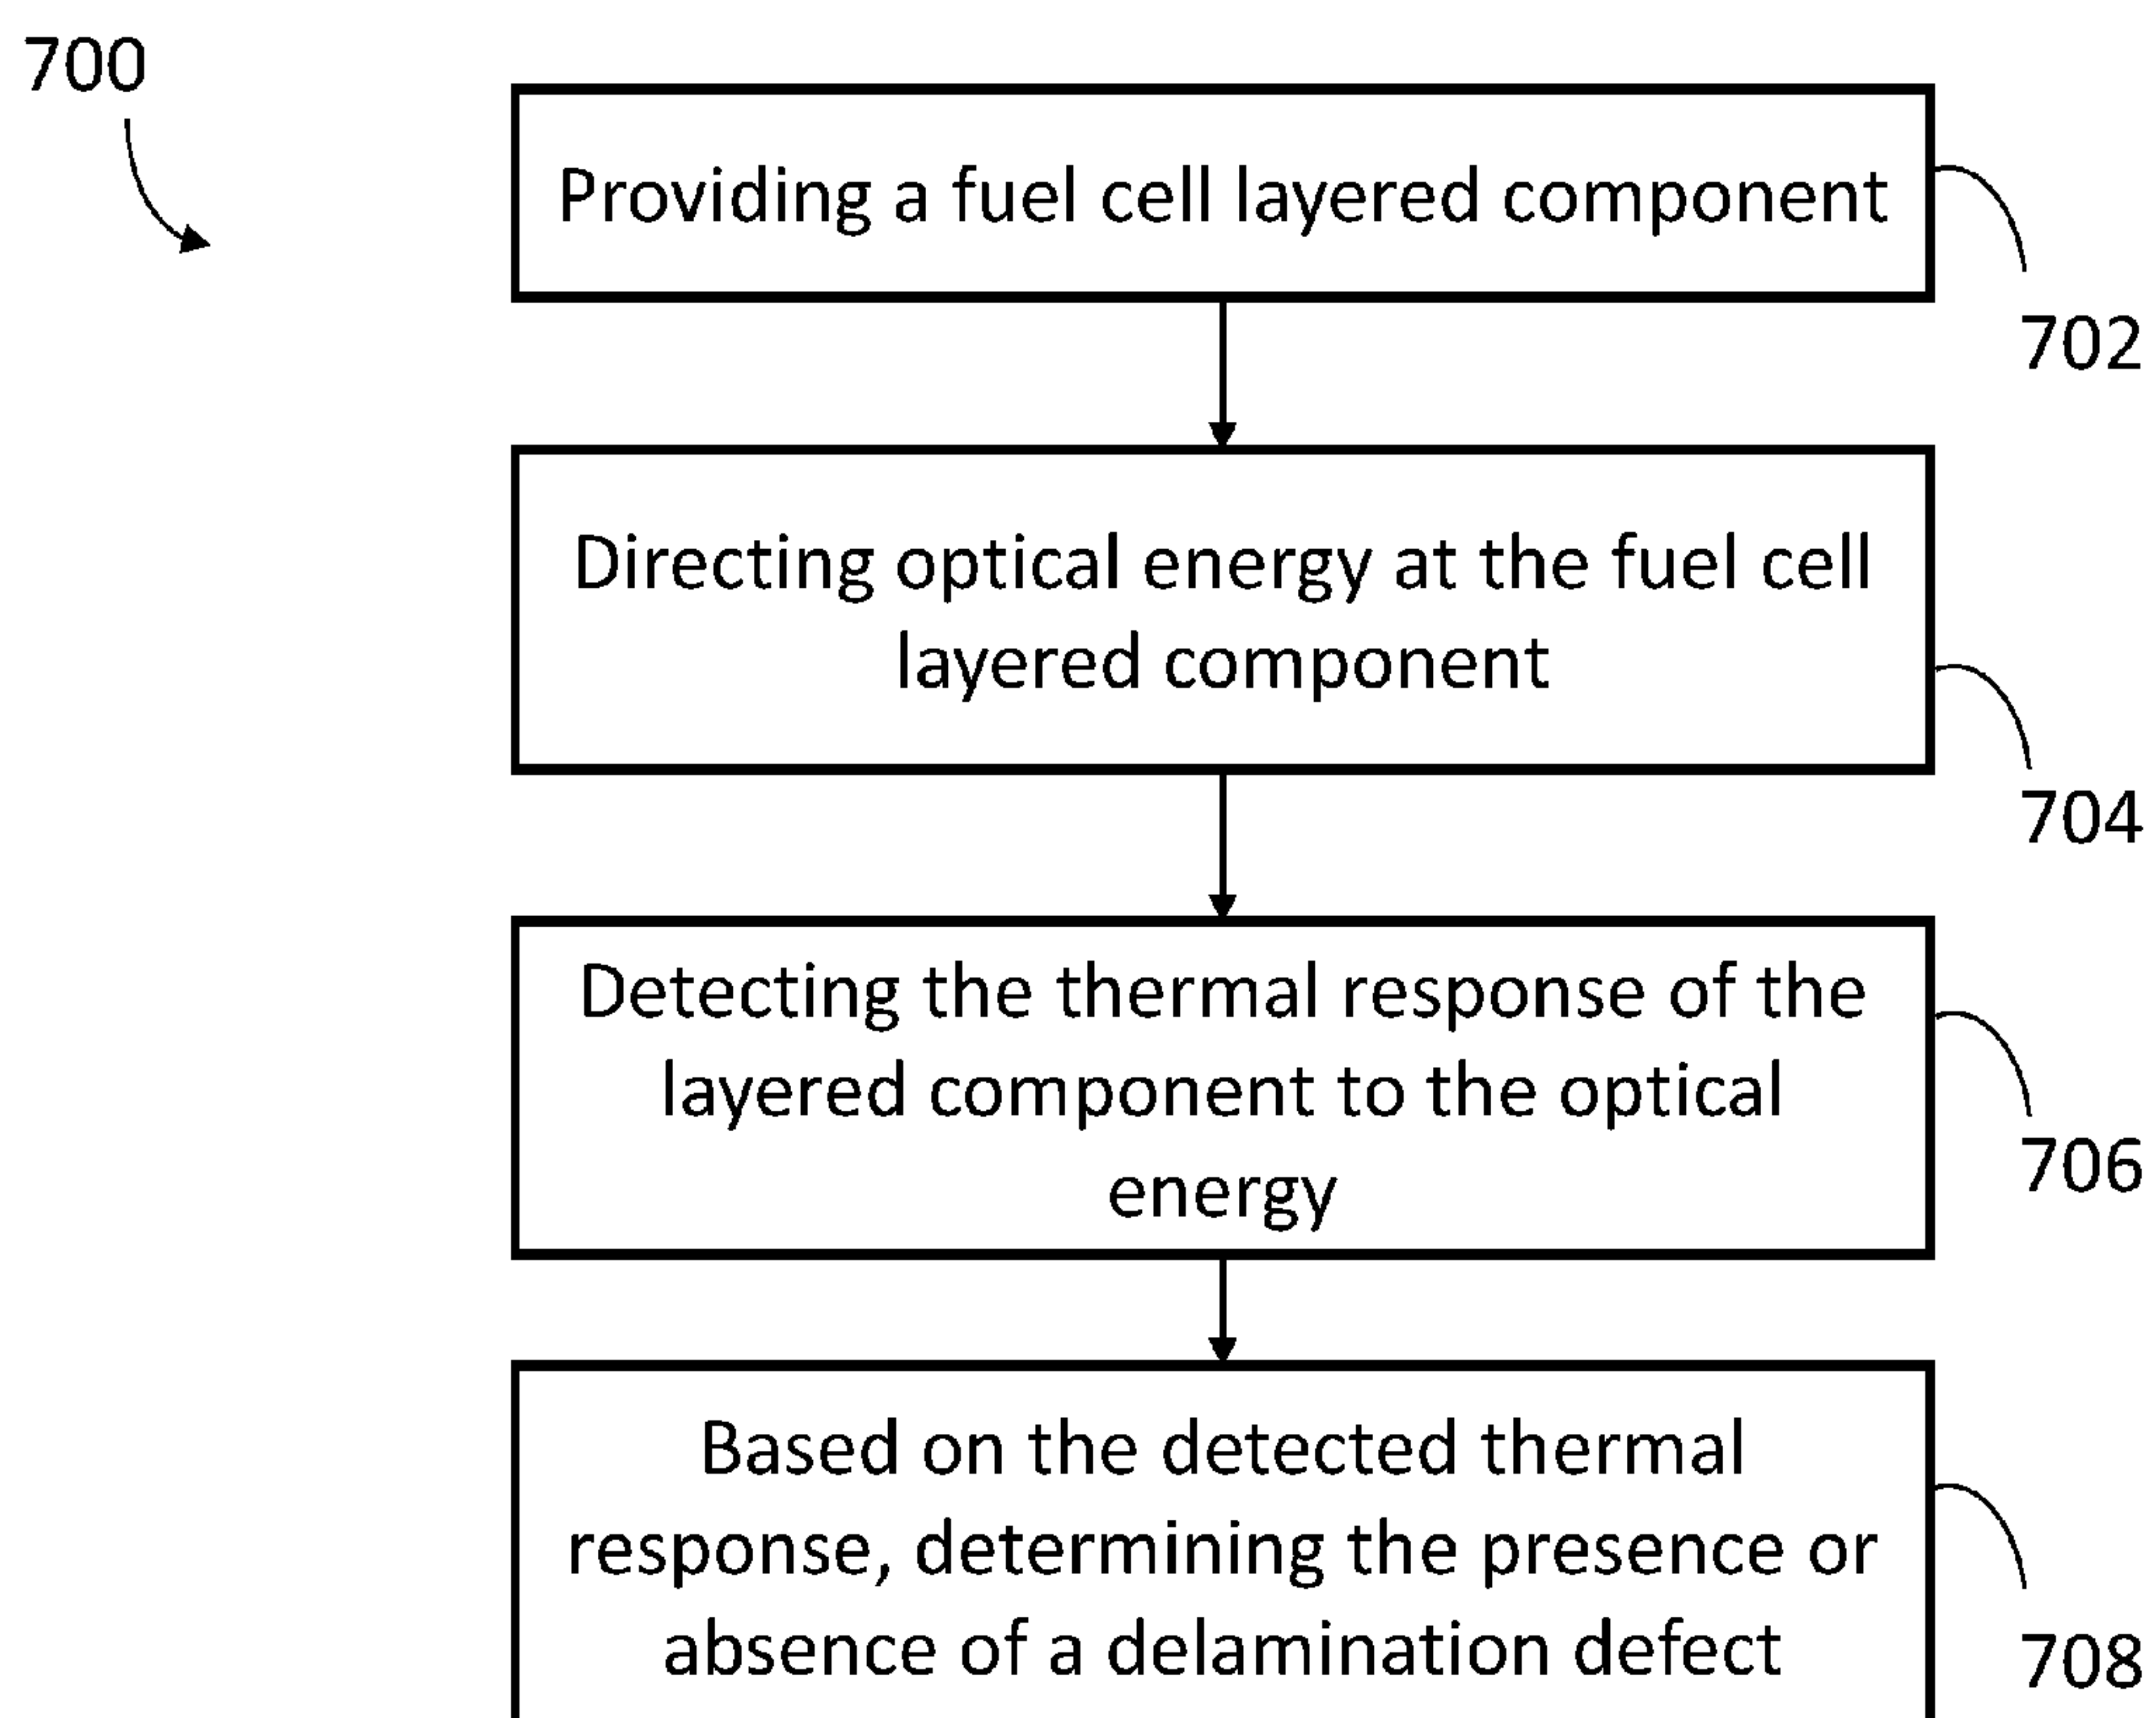 700
Providing a fuel cell layered component
702
Directing optical energy at the fuel cell
layered component
704
Detecting the thermal response of the
layered component to the optical
energy
706
Based on the detected thermal
response, determining the presence or
absence of a delamination defect
708